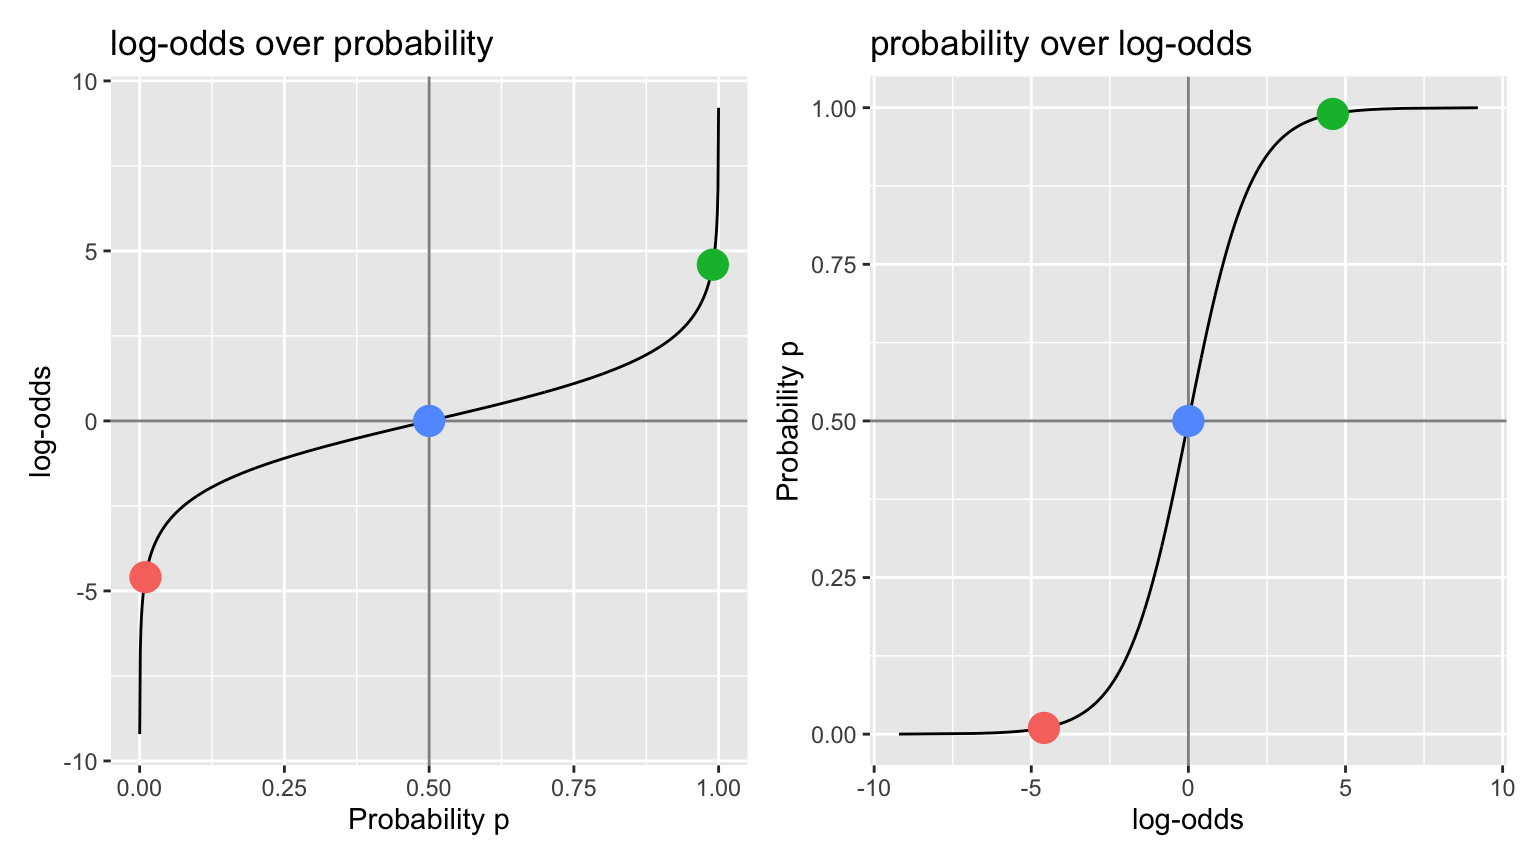 log-odds over probability
10
5
0
-5
-10
log-odds
0.00 0.25 0.50 0.75 1.00
Probability p
probability over log-odds
1.00
0.75
0.50
0.25
0.00
Probability p
-10 -5 0 5 10
log-odds